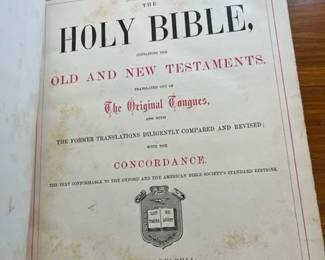 THE
HOLY BIBLE,
CONTAINING THE
OLD AND NEW TESTAMENTS.
TRANSLATED OUT OF
The Original Tongues,
AND WITH
THE FORMER TRANSLATIONS DILIGENTLY COMPARED AND REVISED;
WITH THE
CONCORDANCE.
THE TEXT CONFORMABLE TO THE OXFORD AND THE AMERICAN BIBLE SOCIETY'S STANDARD EDITIONS.